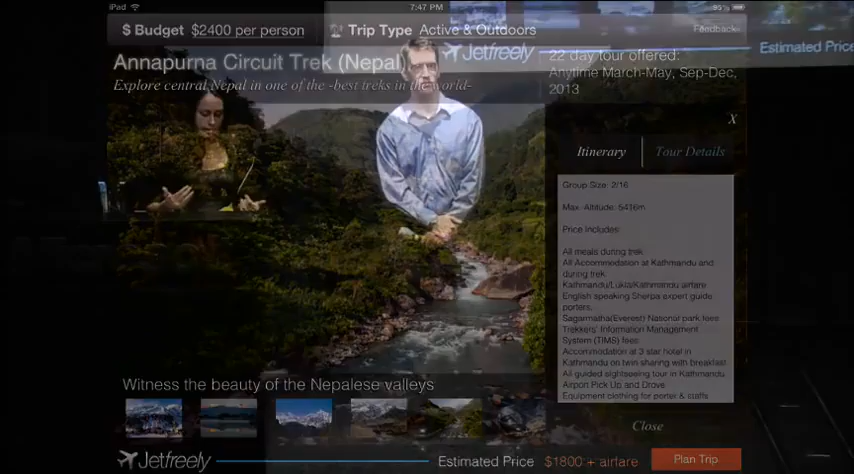 iPad 7:47 PM 95%
$ Budget $2400 per person Trip Type Active & Outdoors Feedback
Jetfreely Estimated Price
Annapurna Circuit Trek (Nepal)
Explore central Nepal in one of the -best treks in the world-
22 day tour offered:
Anytime March-May, Sep-Dec,
2013
X
Itinerary Tour Details
Group Size: 2/16
Max -Altitude: 5416m
Price includes:
All meals during trek
All Accommodation at Kathmandu and
during trek
Kathmandu/Lukla/Kathmandu airfare
English speaking Sherpa expert guide
porters,
Sagarmatha(Everest) National park fees
Trekkers' Information Management
System (TIMS) fees
Accommodation at 3 star hotel in
Kathmandu on twin sharing with breakfast
All guided sightseeing tour in Kathmandu
Airport Pick Up and Drove
Equipment clothing for porter & staffs
Close
Witness the beauty of the Nepalese valleys
Jetfreely Estimated Price $1800 + airfare Plan Trip